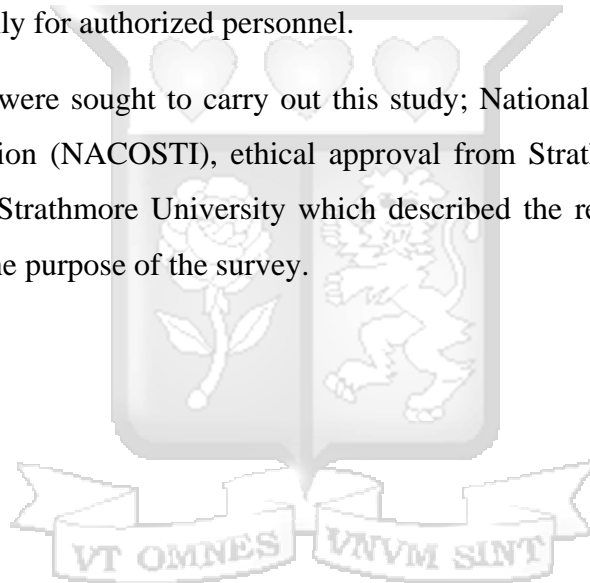 ly for authorized personnel.
were sought to carry out this study; National
ion (NACOSTI), ethical approval from Strath
Strathmore University which described the re
he purpose of the survey.
VT OMNES VNVM SINT